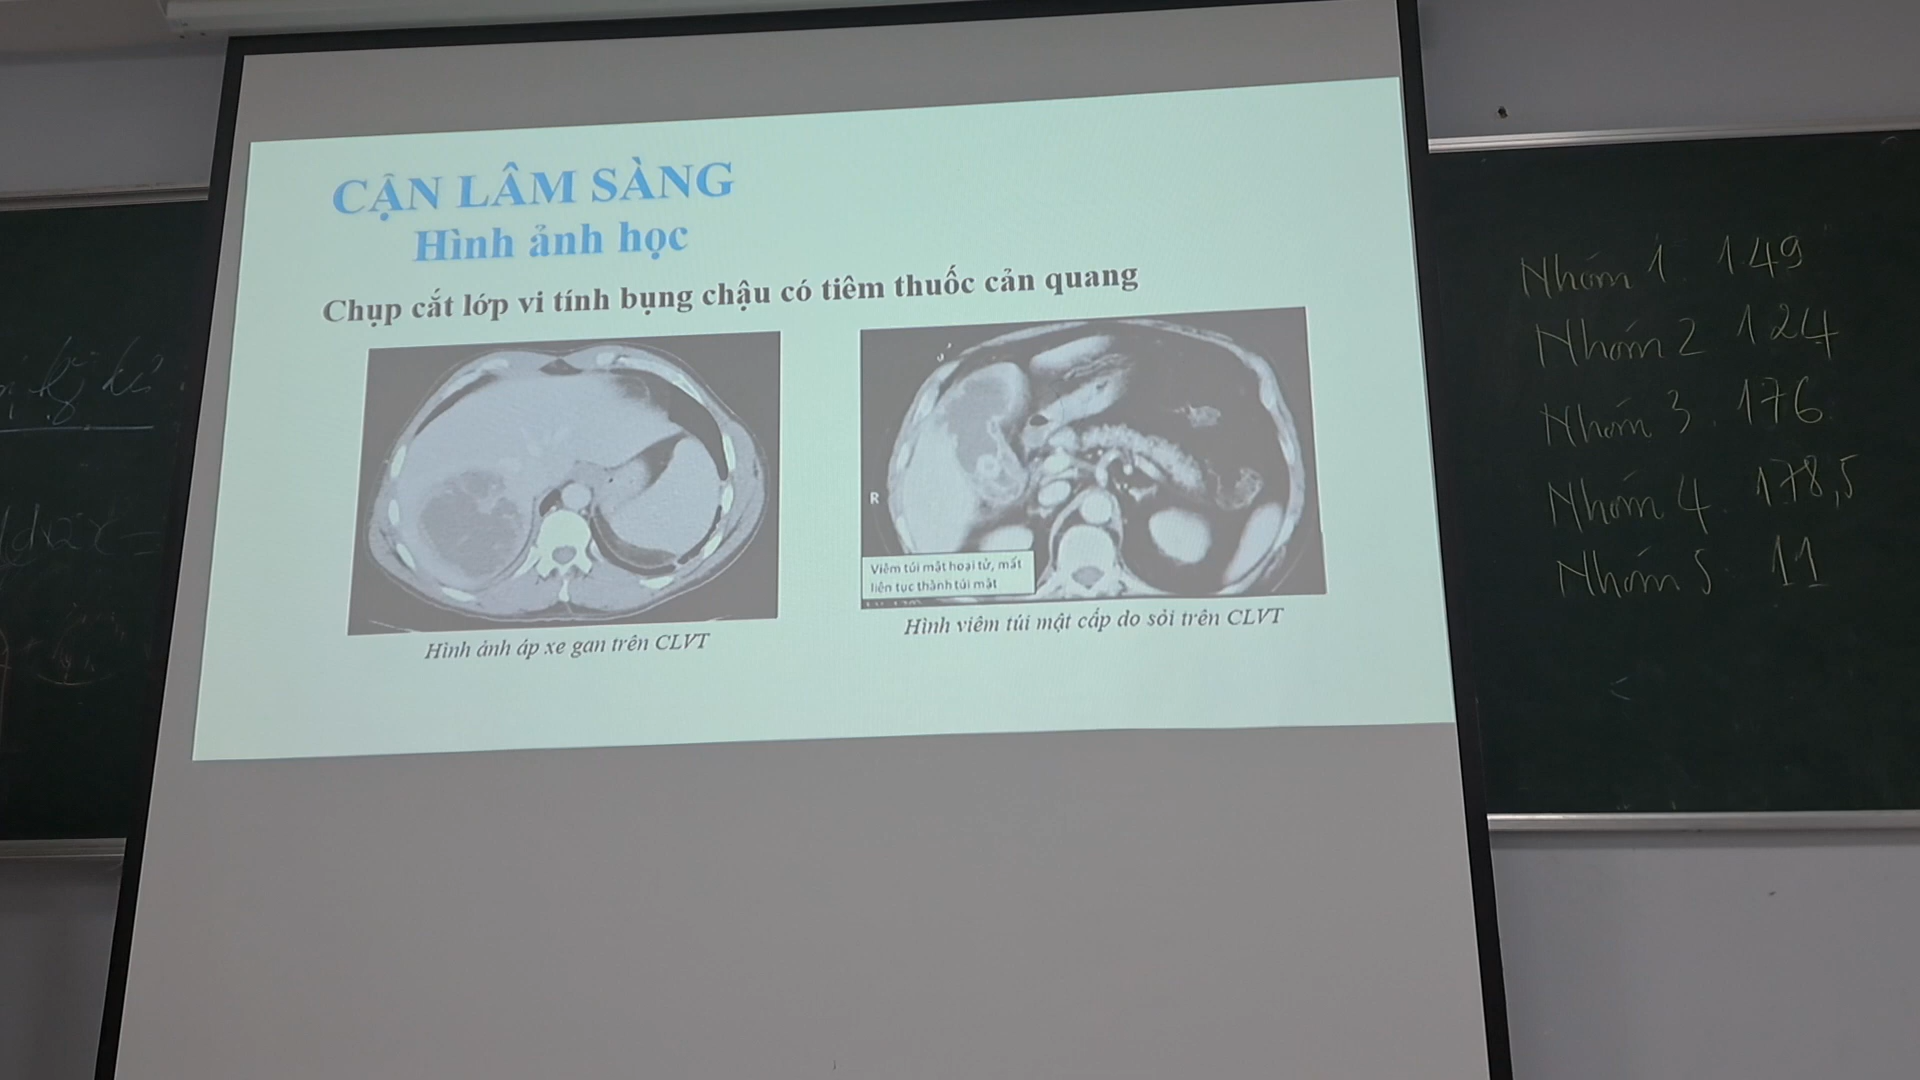 CẬN LÂM SÀNG
Hình ảnh học
Chụp cắt lớp vi tính bụng chậu có tiêm thuốc cản quang
R
Viêm túi mật hoại tử, mất
liên tục thành túi mật
Hình ảnh áp xe gan trên CLVT
Hình viêm túi mật cấp do sỏi trên CLVT
Nhóm 1. 149
Nhóm 2 124
Nhóm 3. 176
Nhóm 4. 178,5
Nhóm 5. 11